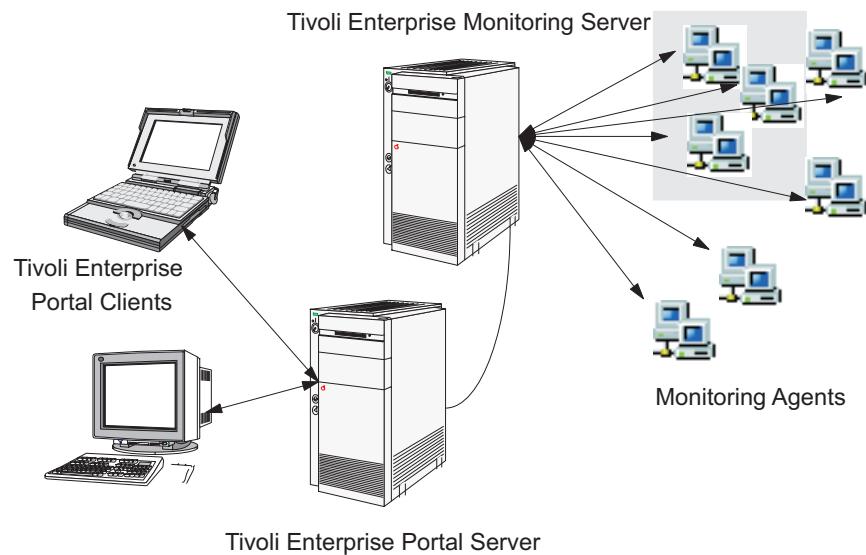 Tivoli Enterprise Monitoring Server
Tivoli Enterprise
Portal Clients
Monitoring Agents
Tivoli Enterprise Portal Server